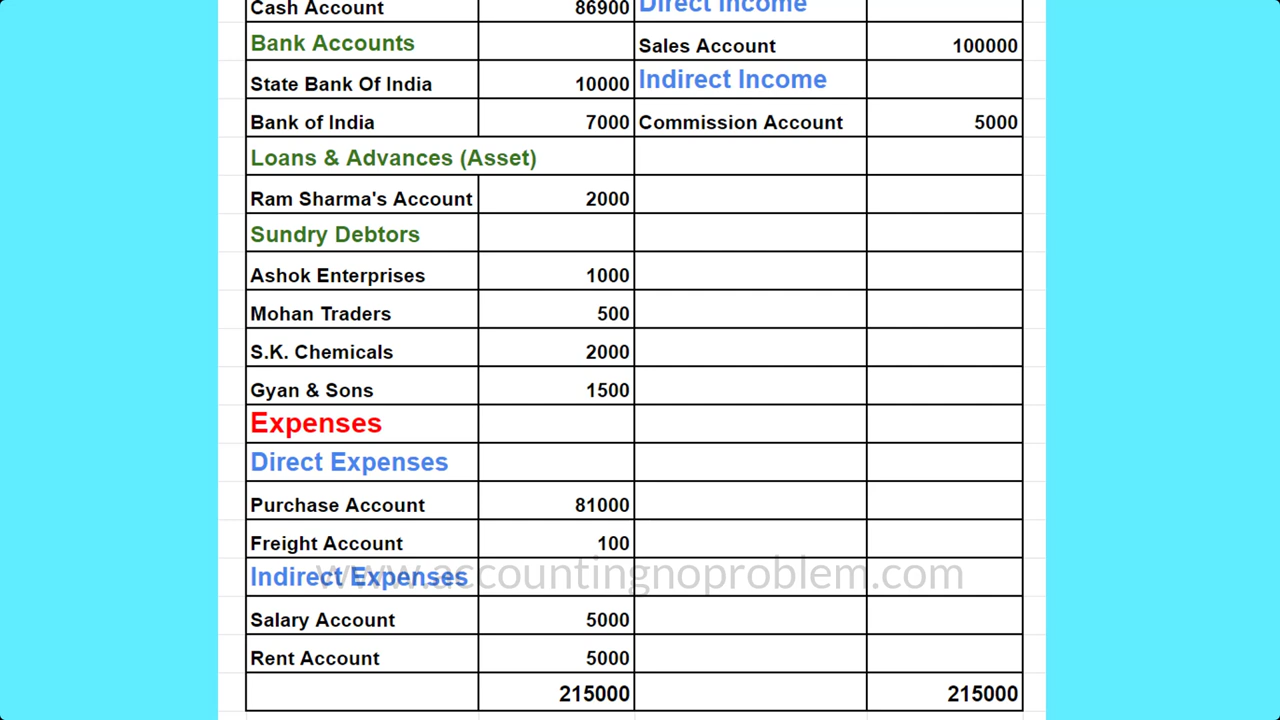 Cash Account 86900 Direct Income
Bank Accounts
Sales Account 100000
State Bank Of India 10000 Indirect Income
Bank of India 7000 Commission Account 5000
Loans & Advances (Asset)
Ram Sharma's Account 2000
Sundry Debtors
Ashok Enterprises 1000
Mohan Traders 500
S.K. Chemicals 2000
Gyan & Sons 1500
Expenses
Direct Expenses
Purchase Account 81000
Freight Account 100
Indirect Expenses
www.accountingnoproblem.com
Salary Account 5000
Rent Account 5000
215000 215000